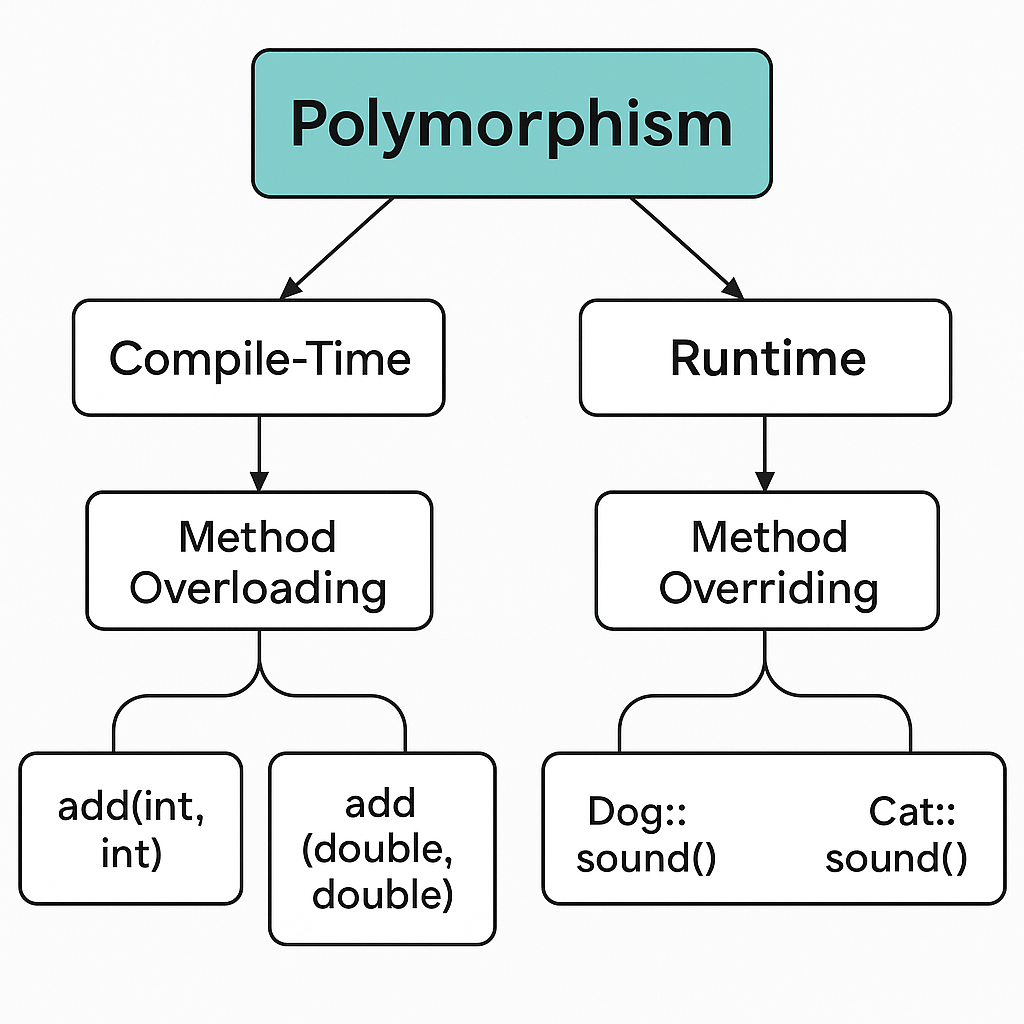 Polymorphism
Compile-Time
Runtime
Method
Overloading
Method
Overriding
add(int,
int)
add
(double,
double)
Dog::
sound()
Cat::
sound()